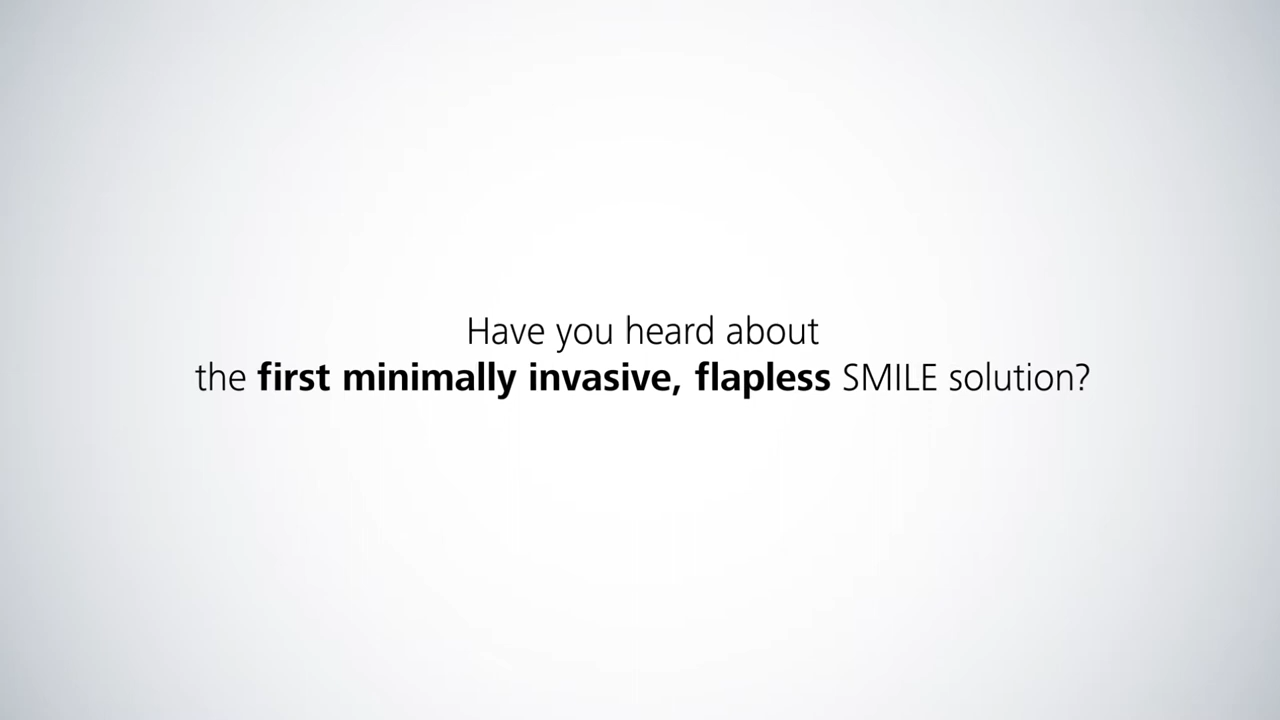 Have you heard about
the first minimally invasive, flapless SMILE solution?